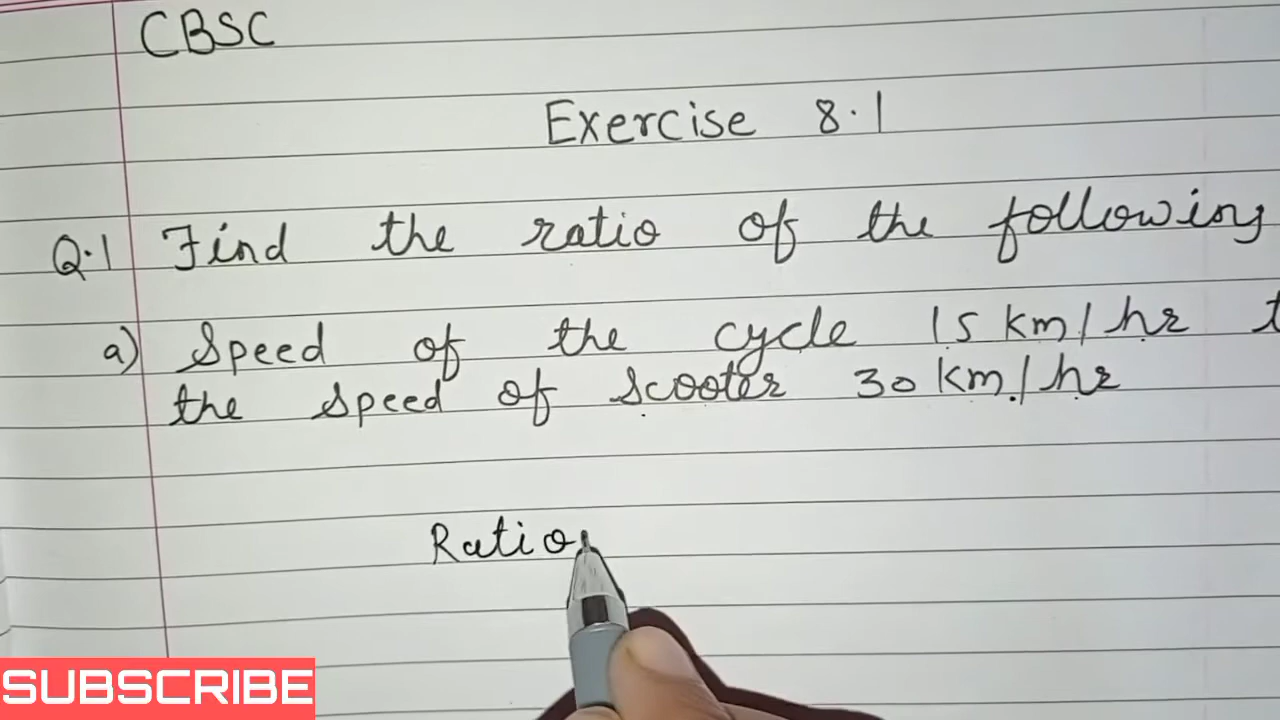 CBSC
Exercise 8.1
Q.1 Find the ratio of the following
a) Speed of the cycle 15 km/hr t
the speed of scooter 30 km/hr
Ratio
SUBSCRIBE